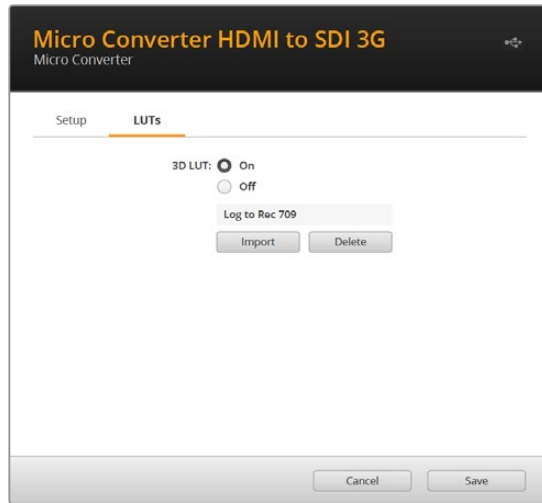 Micro Converter HDMI to SDI 3G
Micro Converter
Setup LUTs
3D LUT: On
Off
Log to Rec 709
Import Delete
Cancel Save